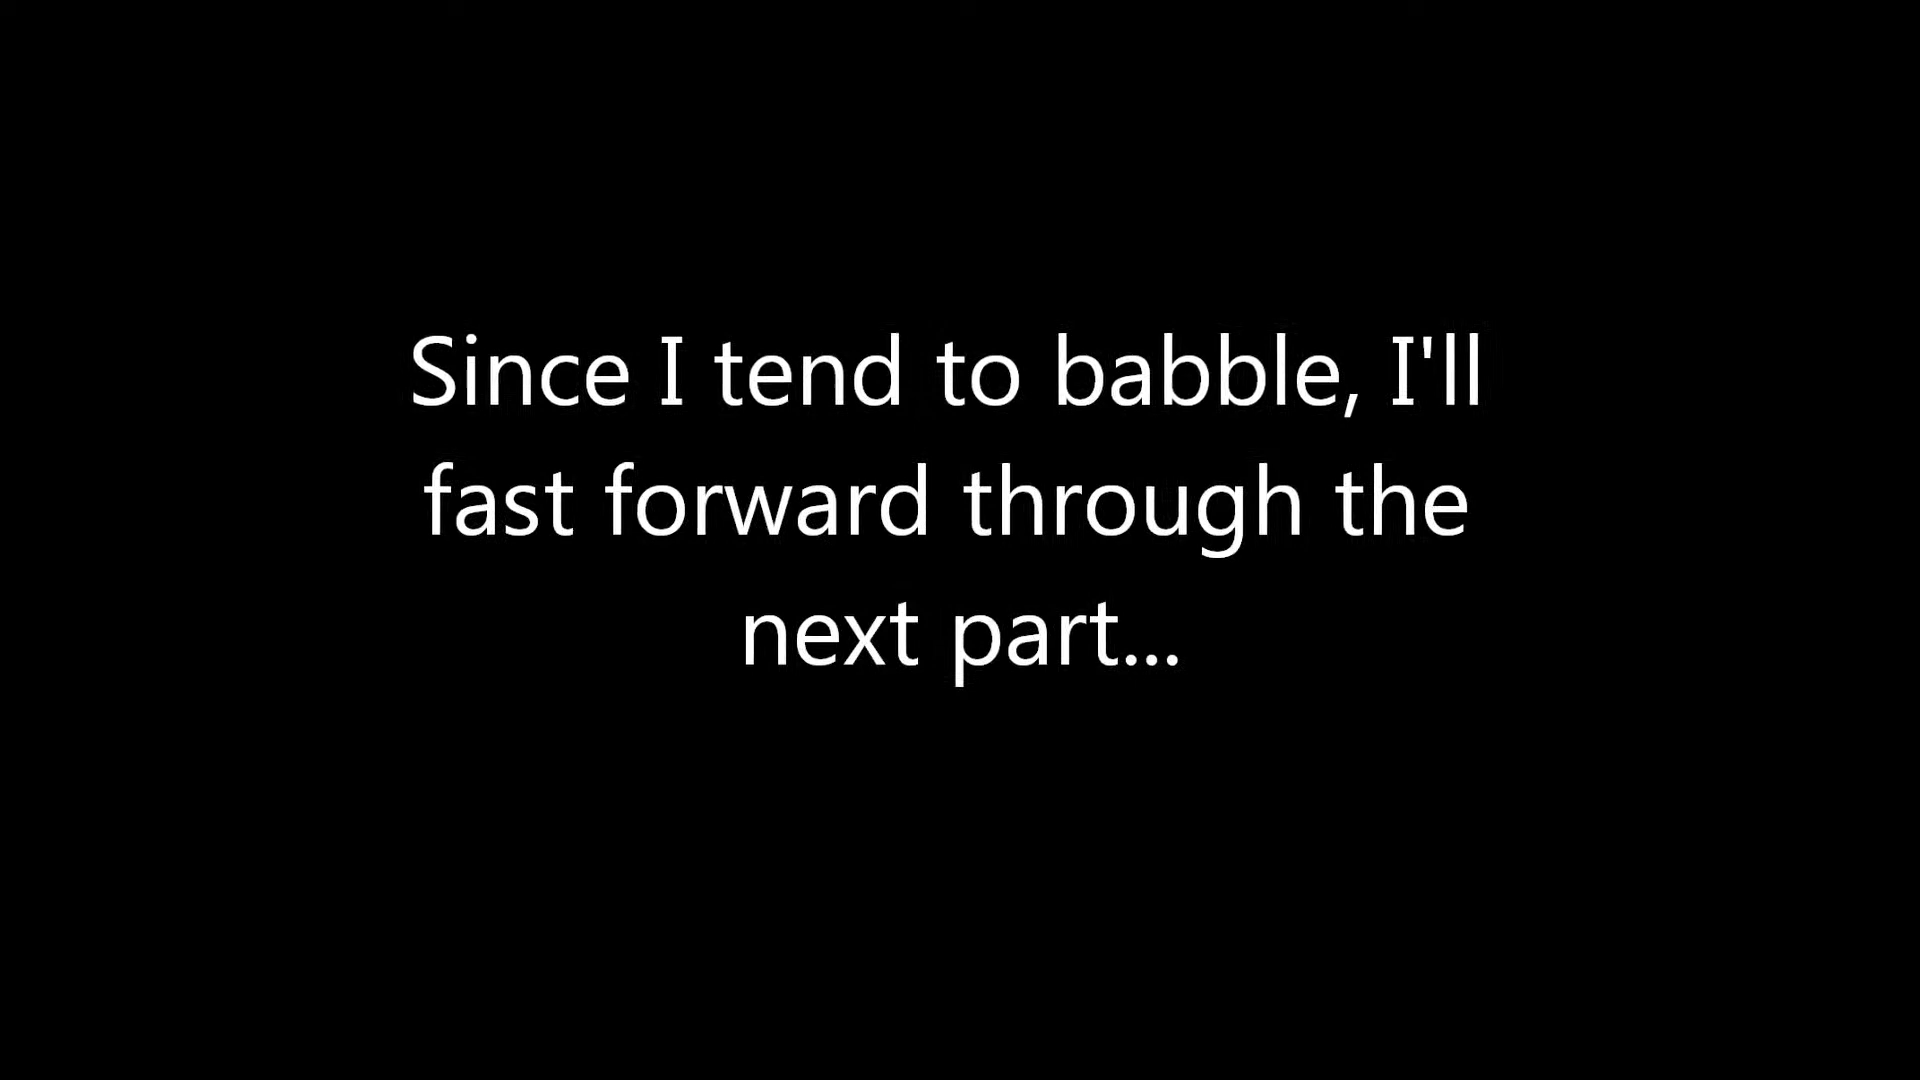 Since I tend to babble, I'll
fast forward through the
next part...